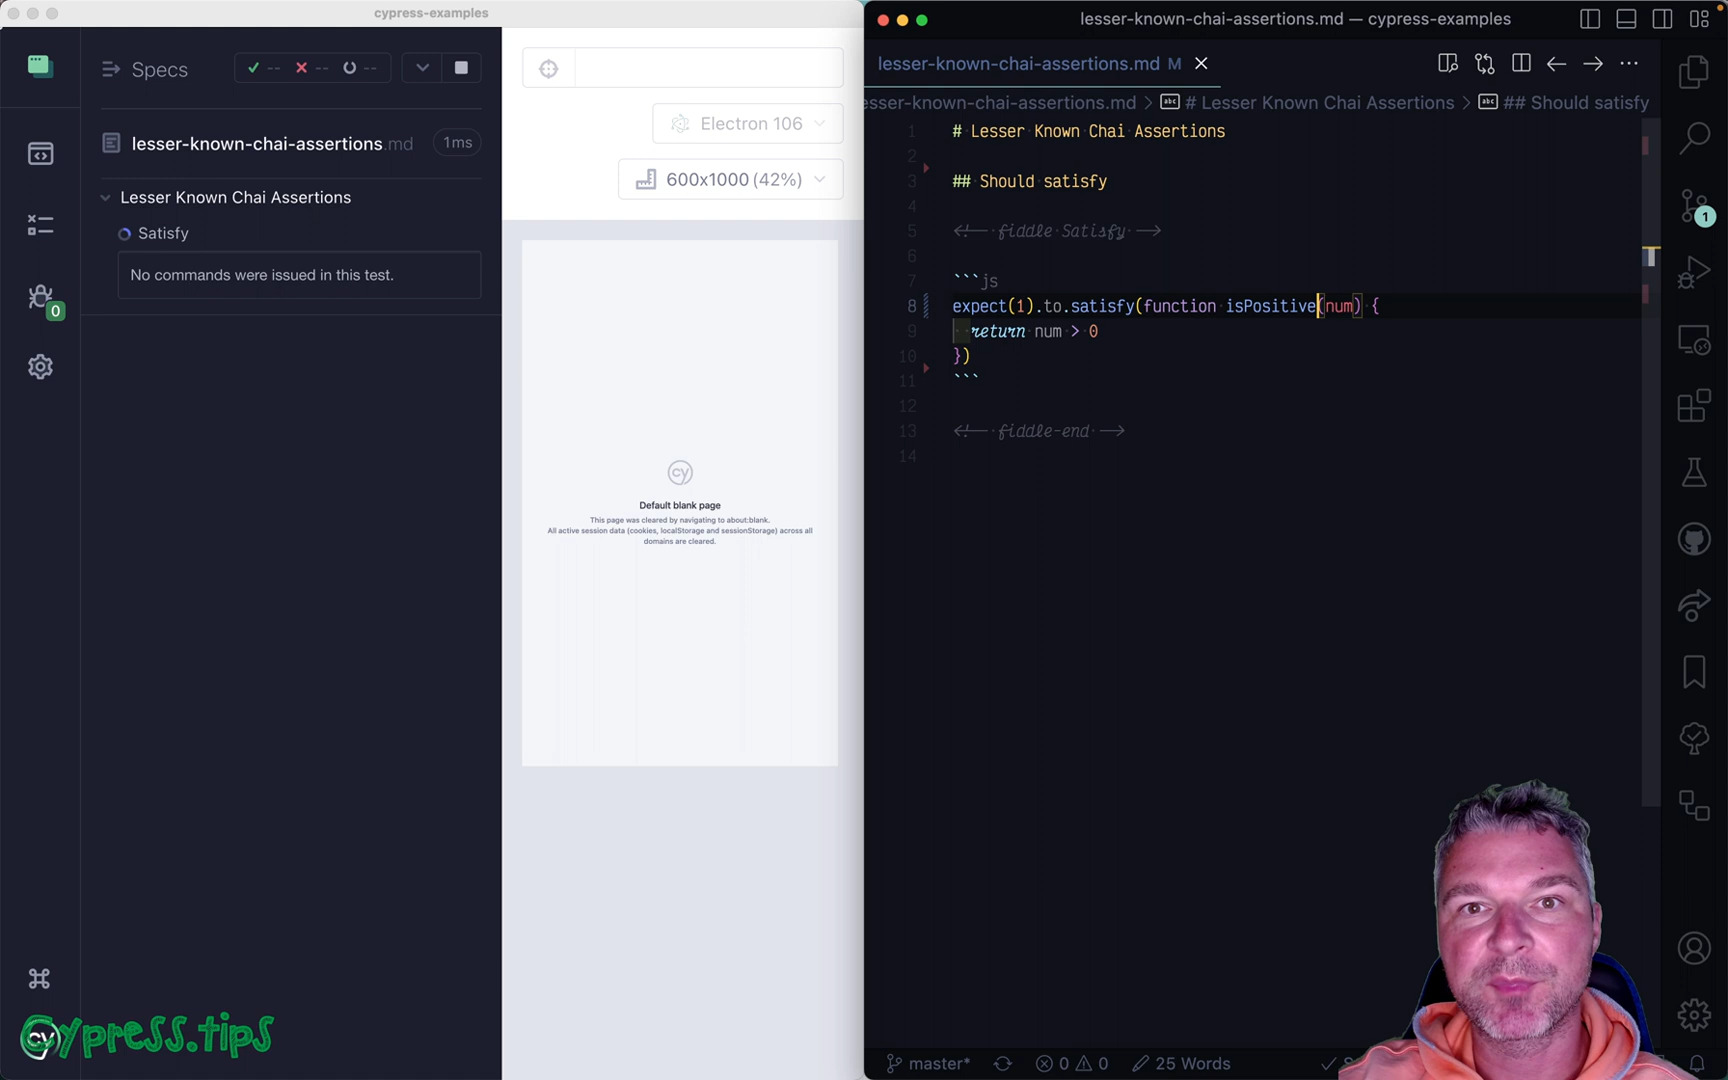 cypress-examples
Specs
-- -- --
lesser-known-chai-assertions.md
1ms
Lesser Known Chai Assertions
Satisfy
No commands were issued in this test.
0
cypress.tips
Electron 106
600x1000 (42%)
cy
Default blank page
This page was cleared by navigating to about:blank.
All active session data (cookies, localStorage and sessionStorage) across all
domains are cleared.
lesser-known-chai-assertions.md — cypress-examples
lesser-known-chai-assertions.md M
esser-known-chai-assertions.md > # Lesser Known Chai Assertions > ## Should satisfy
1 # Lesser Known Chai Assertions
2
3 ## Should satisfy
4
5 <!-- fiddle Satisfy -->
6
7 ```js
8 expect(1).to.satisfy(function isPositive(num) {
9 return num > 0
10 })
11 ```
12
13 <!-- fiddle-end -->
14
1
master* 0 0 25 Words